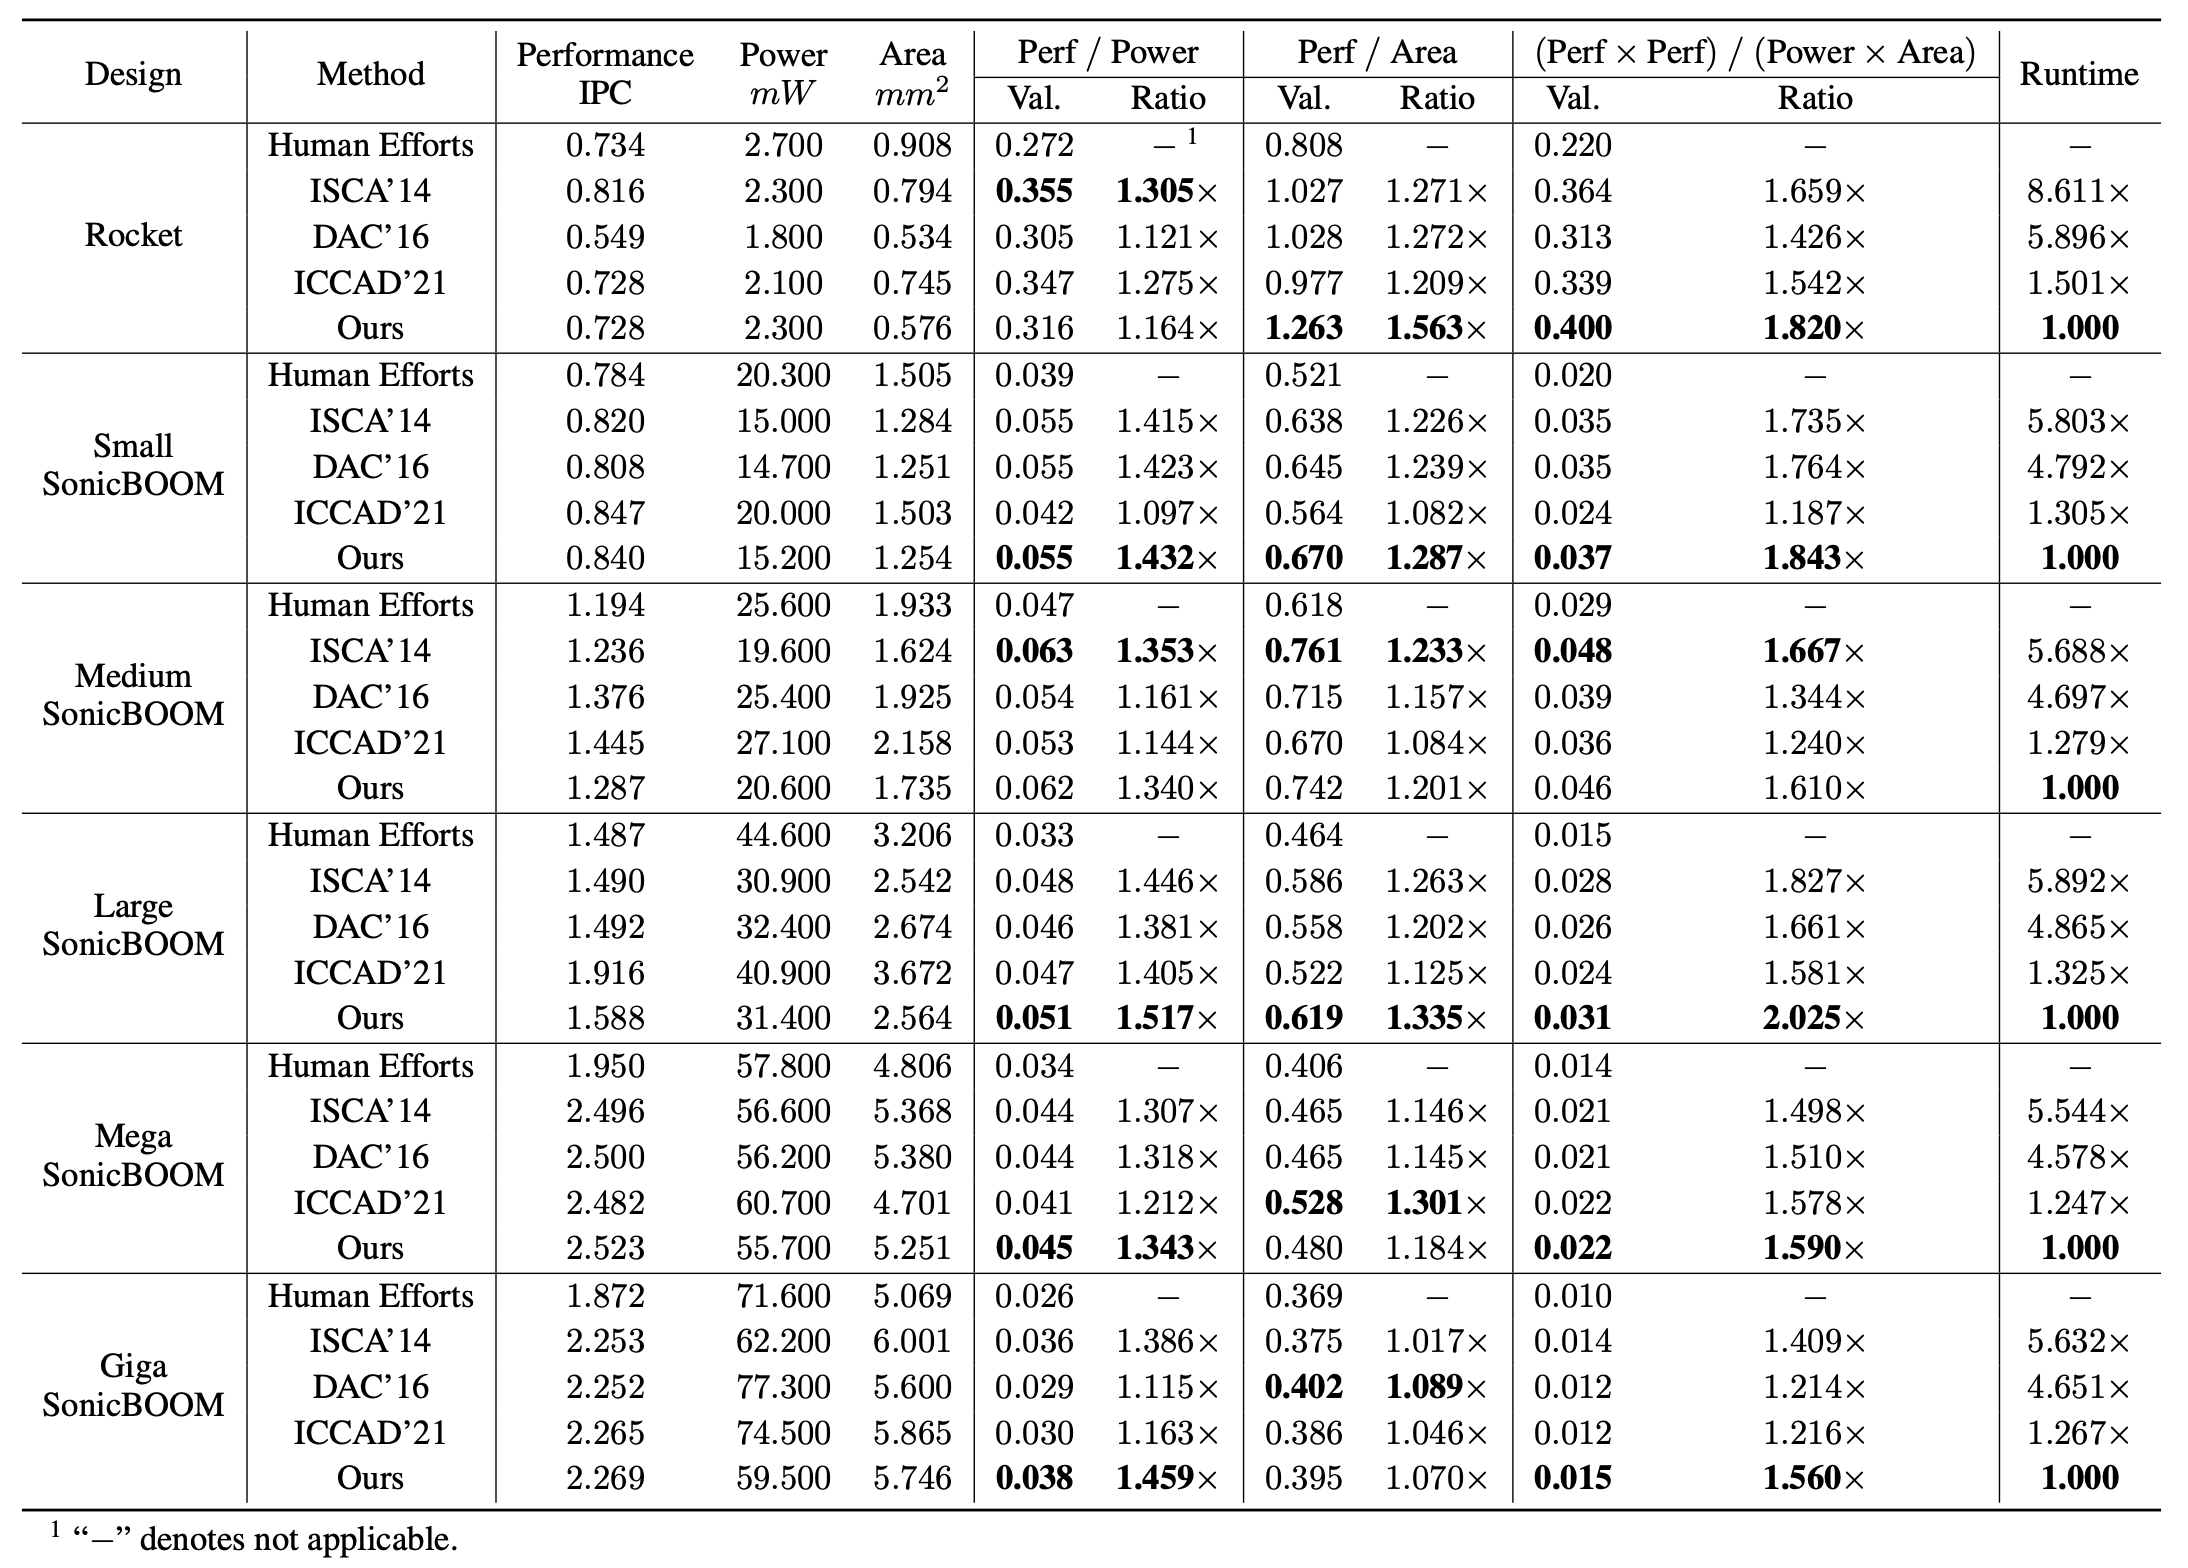 Design Method Performance IPC Power mW Area mm² Perf / Power Perf / Area (Perf × Perf) / (Power × Area) Runtime
Val. Ratio Val. Ratio Val. Ratio
Rocket
Human Efforts 0.734 2.700 0.908 0.272 − ¹ 0.808 − 0.220 − −
ISCA’14 0.816 2.300 0.794 0.355 1.305× 1.027 1.271× 0.364 1.659× 8.611×
DAC’16 0.549 1.800 0.534 0.305 1.121× 1.028 1.272× 0.313 1.426× 5.896×
ICCAD’21 0.728 2.100 0.745 0.347 1.275× 0.977 1.209× 0.339 1.542× 1.501×
Ours 0.728 2.300 0.576 0.316 1.164× 1.263 1.563× 0.400 1.820× 1.000
Small SonicBOOM
Human Efforts 0.784 20.300 1.505 0.039 − 0.521 − 0.020 − −
ISCA’14 0.820 15.000 1.284 0.055 1.415× 0.638 1.226× 0.035 1.735× 5.803×
DAC’16 0.808 14.700 1.251 0.055 1.423× 0.645 1.239× 0.035 1.764× 4.792×
ICCAD’21 0.847 20.000 1.503 0.042 1.097× 0.564 1.082× 0.024 1.187× 1.305×
Ours 0.840 15.200 1.254 0.055 1.432× 0.670 1.287× 0.037 1.843× 1.000
Medium SonicBOOM
Human Efforts 1.194 25.600 1.933 0.047 − 0.618 − 0.029 − −
ISCA’14 1.236 19.600 1.624 0.063 1.353× 0.761 1.233× 0.048 1.667× 5.688×
DAC’16 1.376 25.400 1.925 0.054 1.161× 0.715 1.157× 0.039 1.344× 4.697×
ICCAD’21 1.445 27.100 2.158 0.053 1.144× 0.670 1.084× 0.036 1.240× 1.279×
Ours 1.287 20.600 1.735 0.062 1.340× 0.742 1.201× 0.046 1.610× 1.000
Large SonicBOOM
Human Efforts 1.487 44.600 3.206 0.033 − 0.464 − 0.015 − −
ISCA’14 1.490 30.900 2.542 0.048 1.446× 0.586 1.263× 0.028 1.827× 5.892×
DAC’16 1.492 32.400 2.674 0.046 1.381× 0.558 1.202× 0.026 1.661× 4.865×
ICCAD’21 1.916 40.900 3.672 0.047 1.405× 0.522 1.125× 0.024 1.581× 1.325×
Ours 1.588 31.400 2.564 0.051 1.517× 0.619 1.335× 0.031 2.025× 1.000
Mega SonicBOOM
Human Efforts 1.950 57.800 4.806 0.034 − 0.406 − 0.014 − −
ISCA’14 2.496 56.600 5.368 0.044 1.307× 0.465 1.146× 0.021 1.498× 5.544×
DAC’16 2.500 56.200 5.380 0.044 1.318× 0.465 1.145× 0.021 1.510× 4.578×
ICCAD’21 2.482 60.700 4.701 0.041 1.212× 0.528 1.301× 0.022 1.578× 1.247×
Ours 2.523 55.700 5.251 0.045 1.343× 0.480 1.184× 0.022 1.590× 1.000
Giga SonicBOOM
Human Efforts 1.872 71.600 5.069 0.026 − 0.369 − 0.010 − −
ISCA’14 2.253 62.200 6.001 0.036 1.386× 0.375 1.017× 0.014 1.409× 5.632×
DAC’16 2.252 77.300 5.600 0.029 1.115× 0.402 1.089× 0.012 1.214× 4.651×
ICCAD’21 2.265 74.500 5.865 0.030 1.163× 0.386 1.046× 0.012 1.216× 1.267×
Ours 2.269 59.500 5.746 0.038 1.459× 0.395 1.070× 0.015 1.560× 1.000
¹ “−” denotes not applicable.